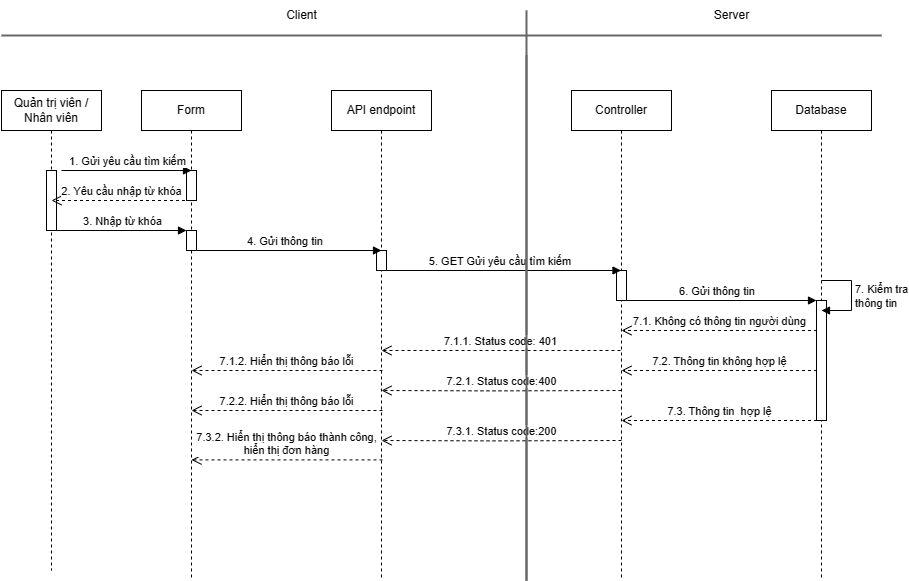 Client
Server
Quản trị viên /
Nhân viên
Form
API endpoint
Controller
Database
1. Gửi yêu cầu tìm kiếm
2. Yêu cầu nhập từ khóa
3. Nhập từ khóa
4. Gửi thông tin
5. GET Gửi yêu cầu tìm kiếm
6. Gửi thông tin
7. Kiểm tra
thông tin
7.1. Không có thông tin người dùng
7.1.1. Status code: 401
7.1.2. Hiển thị thông báo lỗi
7.2. Thông tin không hợp lệ
7.2.1. Status code:400
7.2.2. Hiển thị thông báo lỗi
7.3. Thông tin  hợp lệ
7.3.1. Status code:200
7.3.2. Hiển thị thông báo thành công,
hiển thị đơn hàng